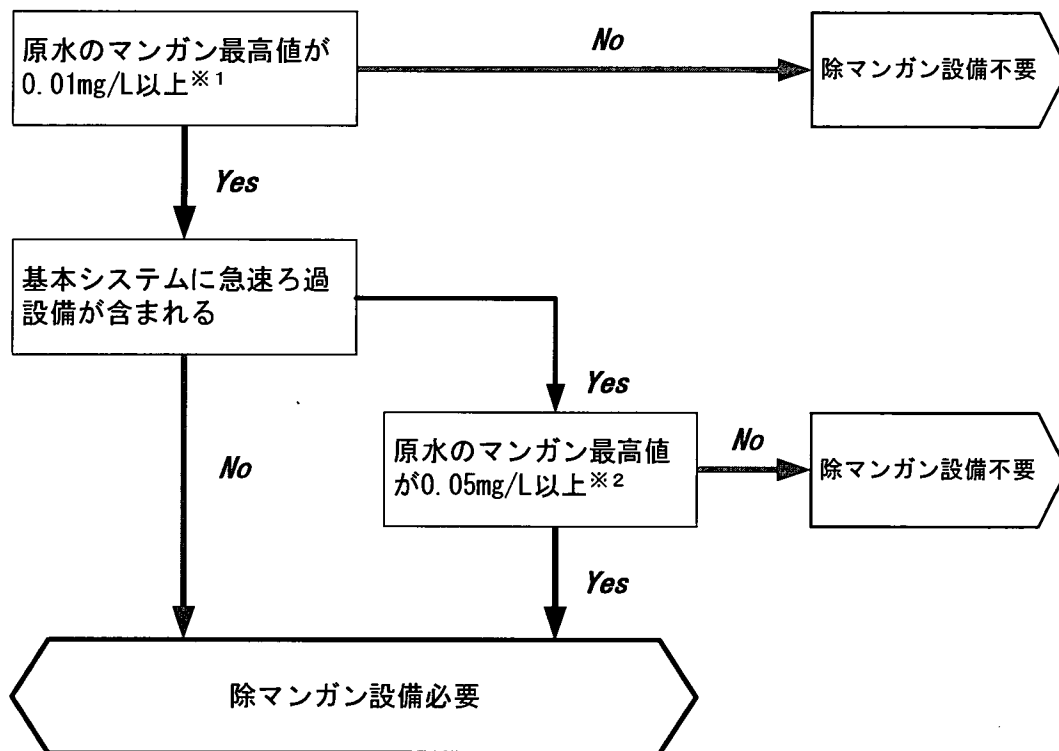 原水のマンガン最高値が
0.01mg/L以上※1
No
除マンガン設備不要
Yes
基本システムに急速ろ過
設備が含まれる
Yes
No
原水のマンガン最高値
が0.05mg/L以上※2
No
除マンガン設備不要
Yes
除マンガン設備必要